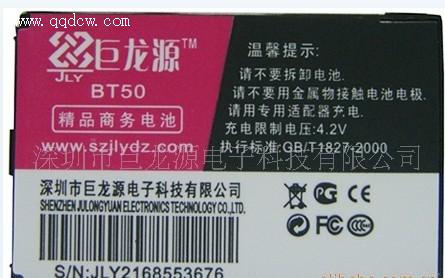 www.qqdcw.com
JLY
巨龙源™
BT50
精品商务电池
www.szjlydz.com
温馨提示:
请不要拆卸电池.
请不要用金属物接触电池电极.
请用专用适配器充电.
充电限制电压:4.2V
执行标准:GB/T1827-2000
深圳市巨龙源电子科技有限公司
深圳市巨龙源电子科技有限公司
SHENZHEN JULONGYUAN ELECTRONICS TECHNOLOGY CO.,LTD
S/N:JLY2168553676
CE